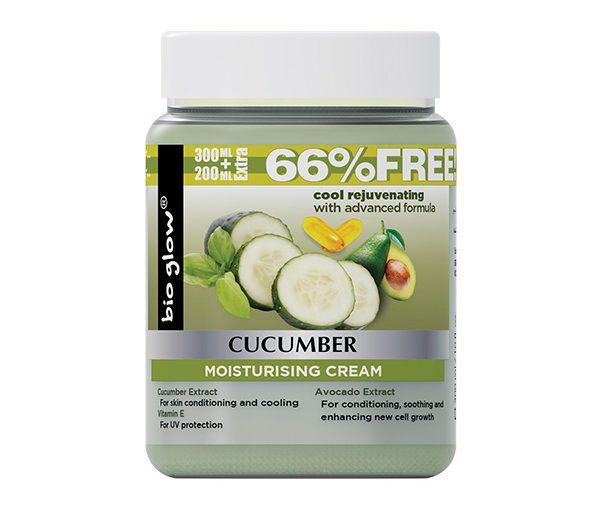 300ML + Extra
200ML
66% FREE
cool rejuvenating
with advanced formula
bio glow®
CUCUMBER
MOISTURISING CREAM
Cucumber Extract
For skin conditioning and cooling
Vitamin E
For UV protection
Avocado Extract
For conditioning, soothing and
enhancing new cell growth